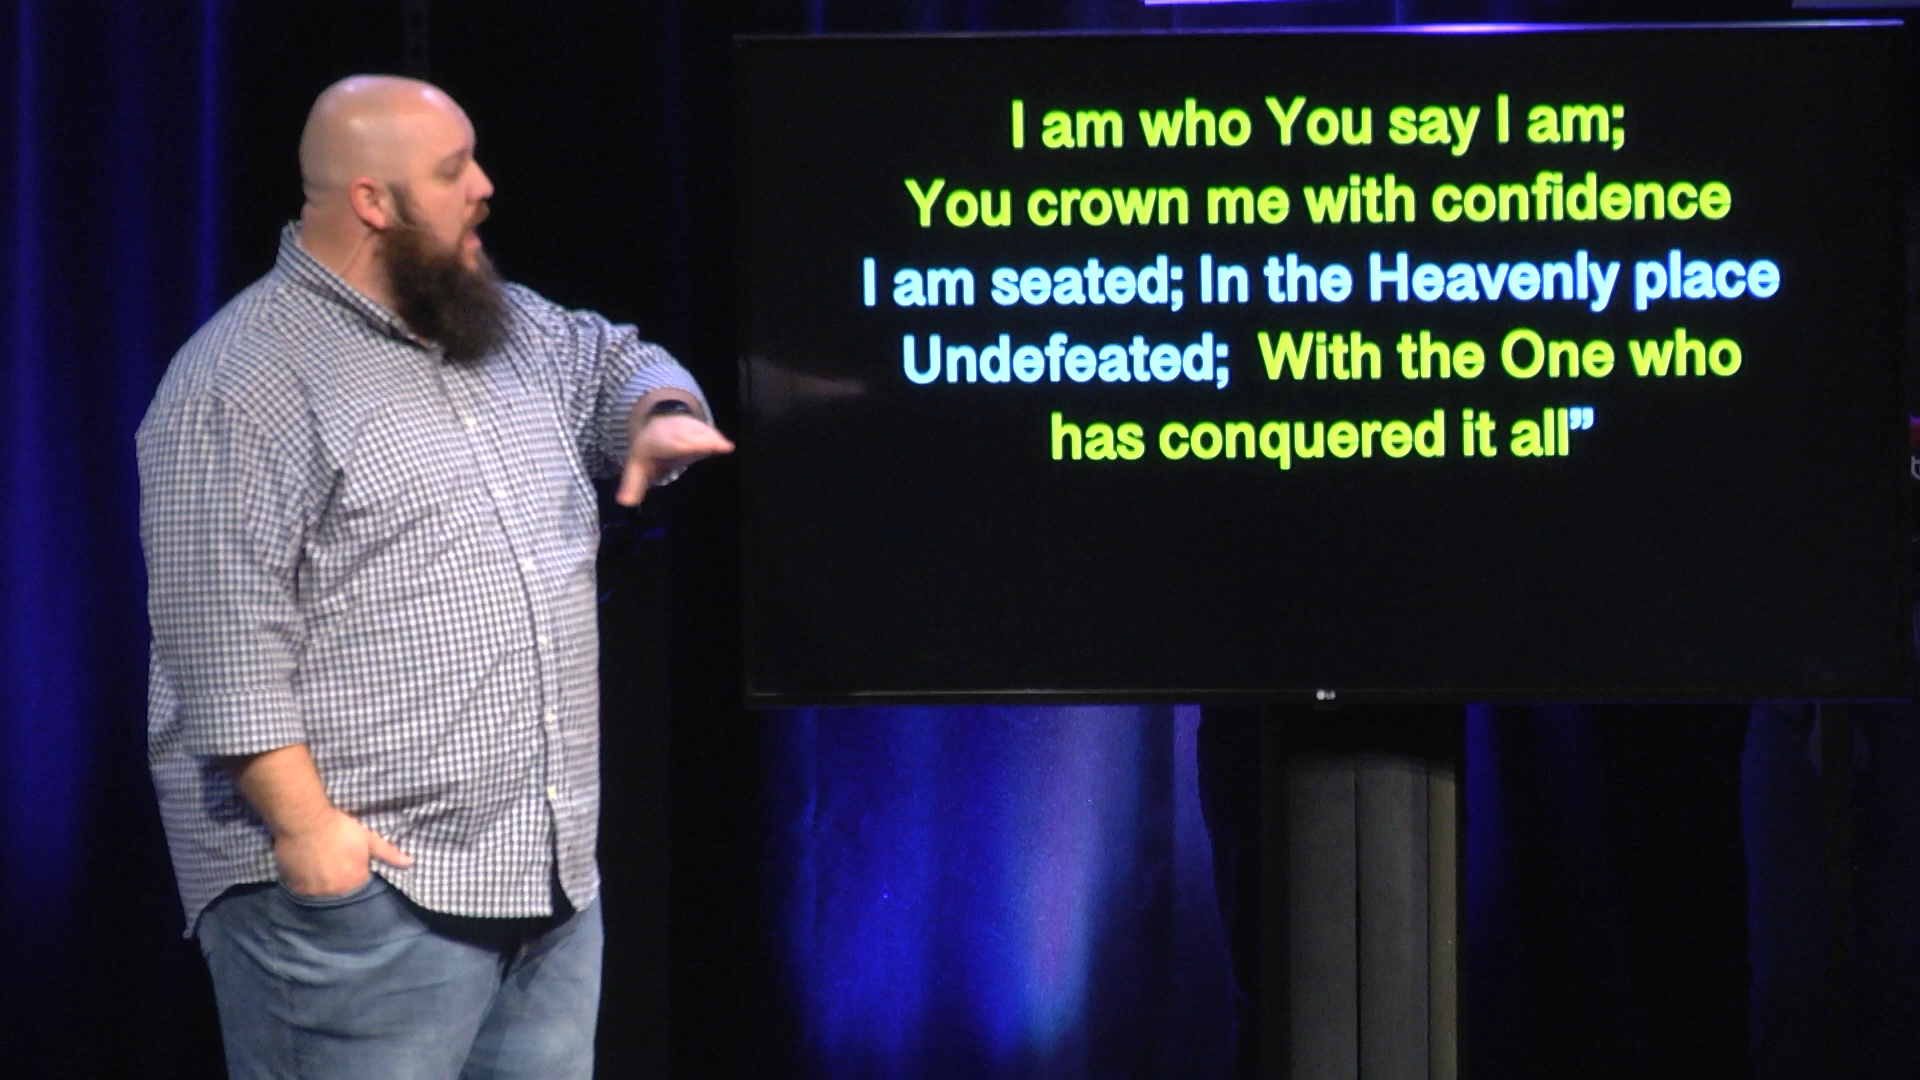 I am who You say I am;
You crown me with confidence
I am seated; In the Heavenly place
Undefeated; With the One who
has conquered it all”
LG